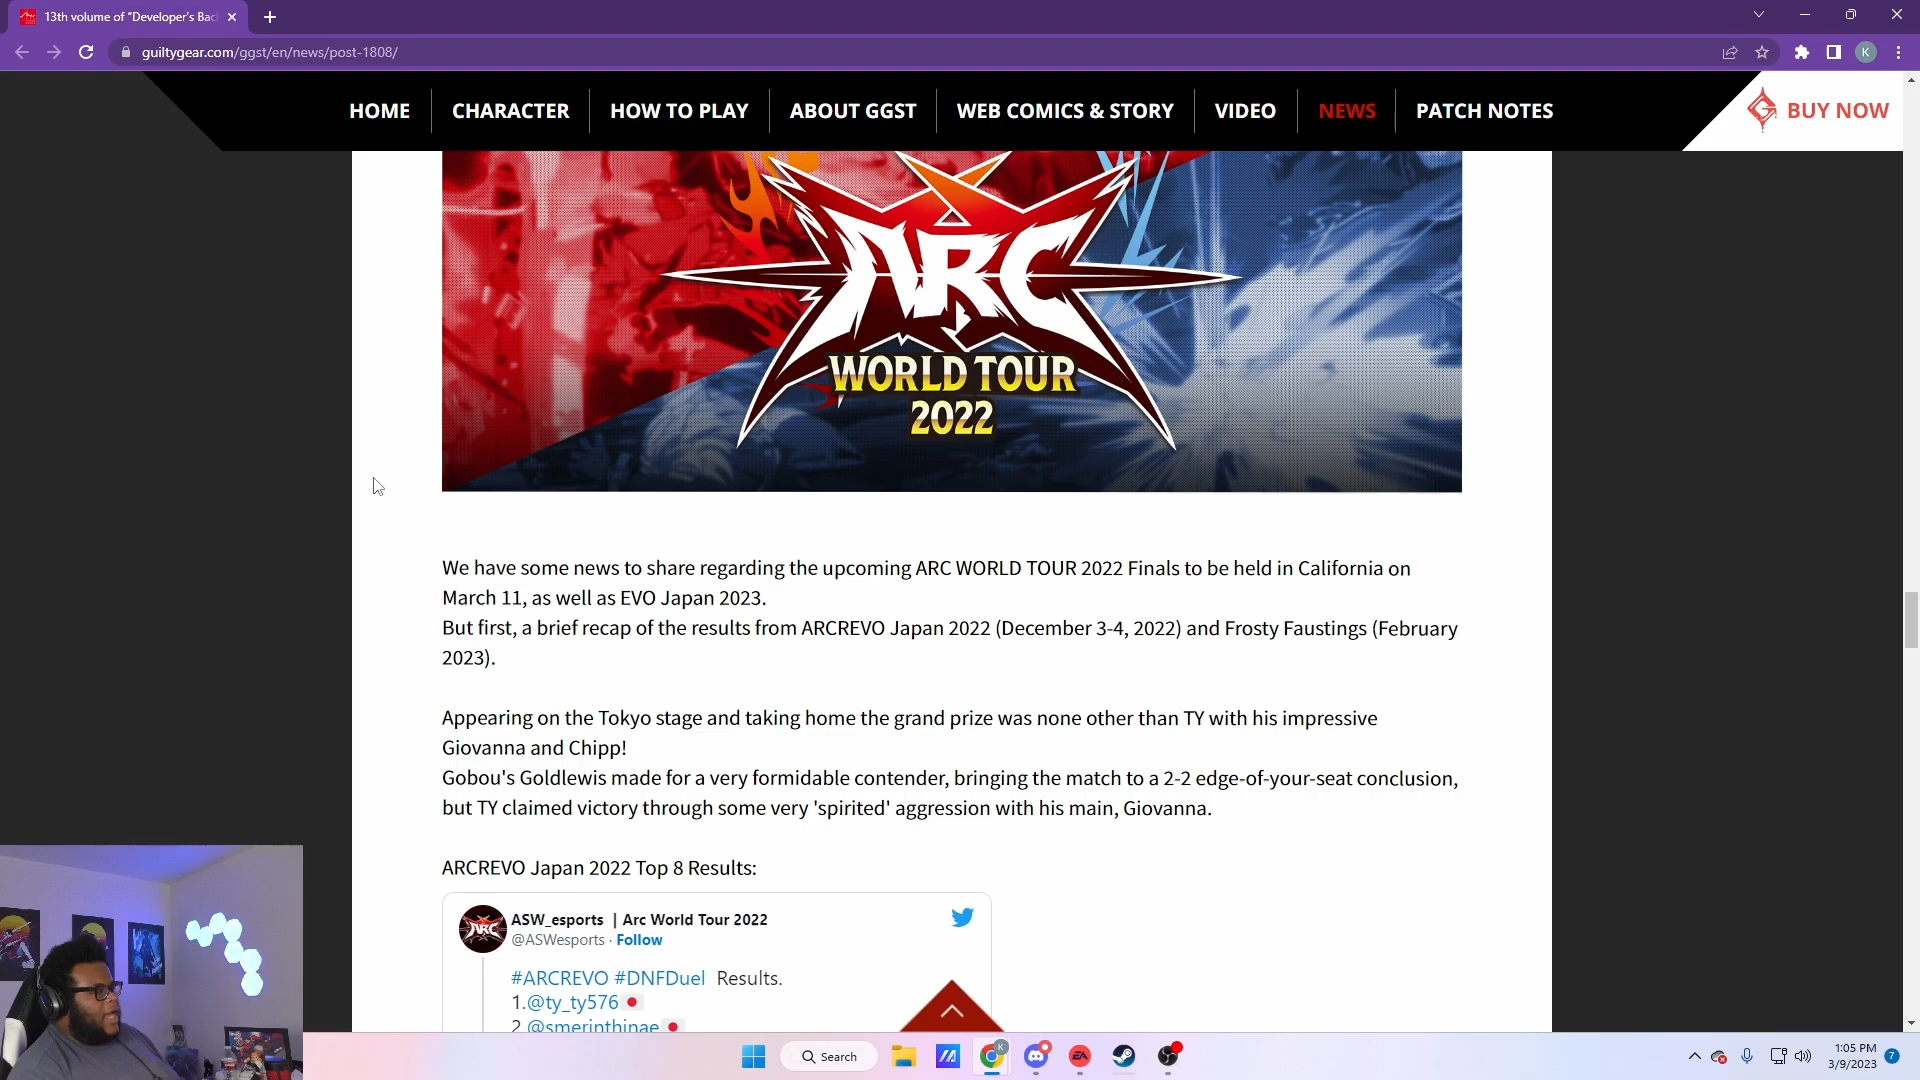 13th volume of "Developer's Bac
guiltygear.com/ggst/en/news/post-1808/
K
HOME
CHARACTER
HOW TO PLAY
ABOUT GGST
WEB COMICS & STORY
VIDEO
NEWS
PATCH NOTES
BUY NOW
ARC
WORLD TOUR
2022
We have some news to share regarding the upcoming ARC WORLD TOUR 2022 Finals to be held in California on
March 11, as well as EVO Japan 2023.
But first, a brief recap of the results from ARCREVO Japan 2022 (December 3-4, 2022) and Frosty Faustings (February
2023).
Appearing on the Tokyo stage and taking home the grand prize was none other than TY with his impressive
Giovanna and Chipp!
Gobou's Goldlewis made for a very formidable contender, bringing the match to a 2-2 edge-of-your-seat conclusion,
but TY claimed victory through some very 'spirited' aggression with his main, Giovanna.
ARCREVO Japan 2022 Top 8 Results:
ARC
ASW_esports | Arc World Tour 2022
@ASWesports · Follow
#ARCREVO #DNFDuel Results.
1.@ty_ty576
2.@smerinthinae
Search
K
EA
1:05 PM
3/9/2023
7